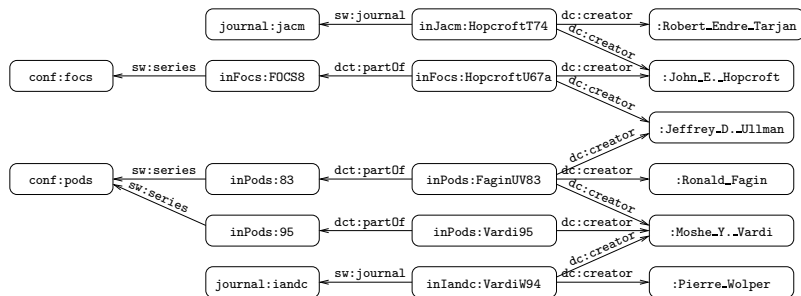 journal:jacm sw:journal inJacm:HopcroftT74 dc:creator :Robert_Endre_Tarjan
dc:creator
conf:focs sw:series inFocs:FOCS8 dct:partOf inFocs:HopcroftU67a dc:creator :John_E._Hopcroft
dc:creator
:Jeffrey_D._Ullman
dc:creator
conf:pods sw:series inPods:83 dct:partOf inPods:FaginUV83 dc:creator :Ronald_Fagin
sw:series
dc:creator
inPods:95 dct:partOf inPods:Vardi95 dc:creator :Moshe_Y._Vardi
dc:creator
journal:iandc sw:journal inIandc:VardiW94 dc:creator :Pierre_Wolper